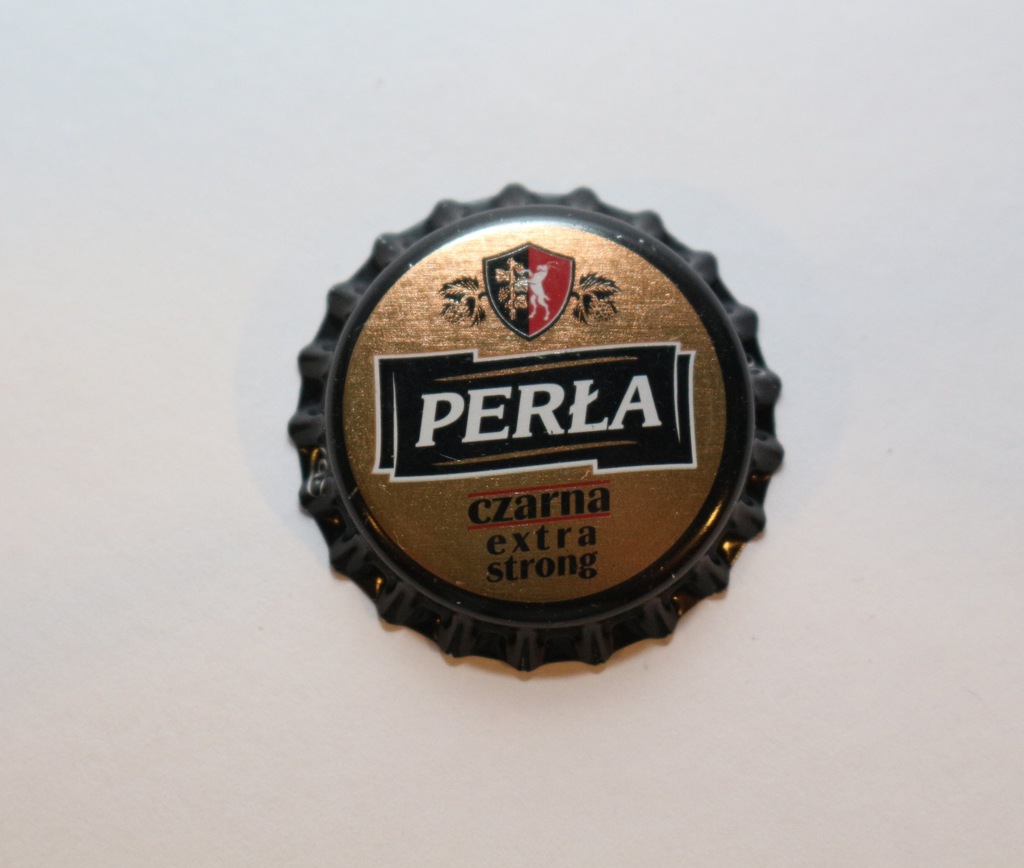 PERŁA
czarna
extra
strong